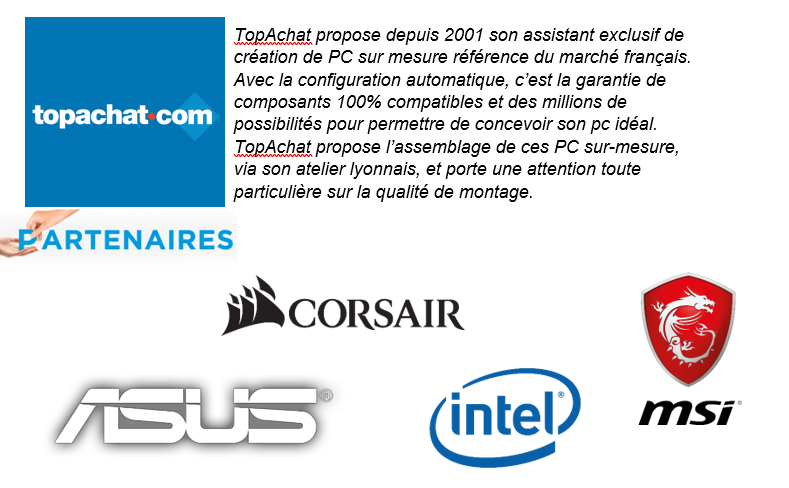 topachat.com
TopAchat propose depuis 2001 son assistant exclusif de
création de PC sur mesure référence du marché français.
Avec la configuration automatique, c’est la garantie de
composants 100% compatibles et des millions de
possibilités pour permettre de concevoir son pc idéal.
TopAchat propose l’assemblage de ces PC sur-mesure,
via son atelier lyonnais, et porte une attention toute
particulière sur la qualité de montage.
PARTENAIRES
CORSAIR
ASUS®
intel®
msi®